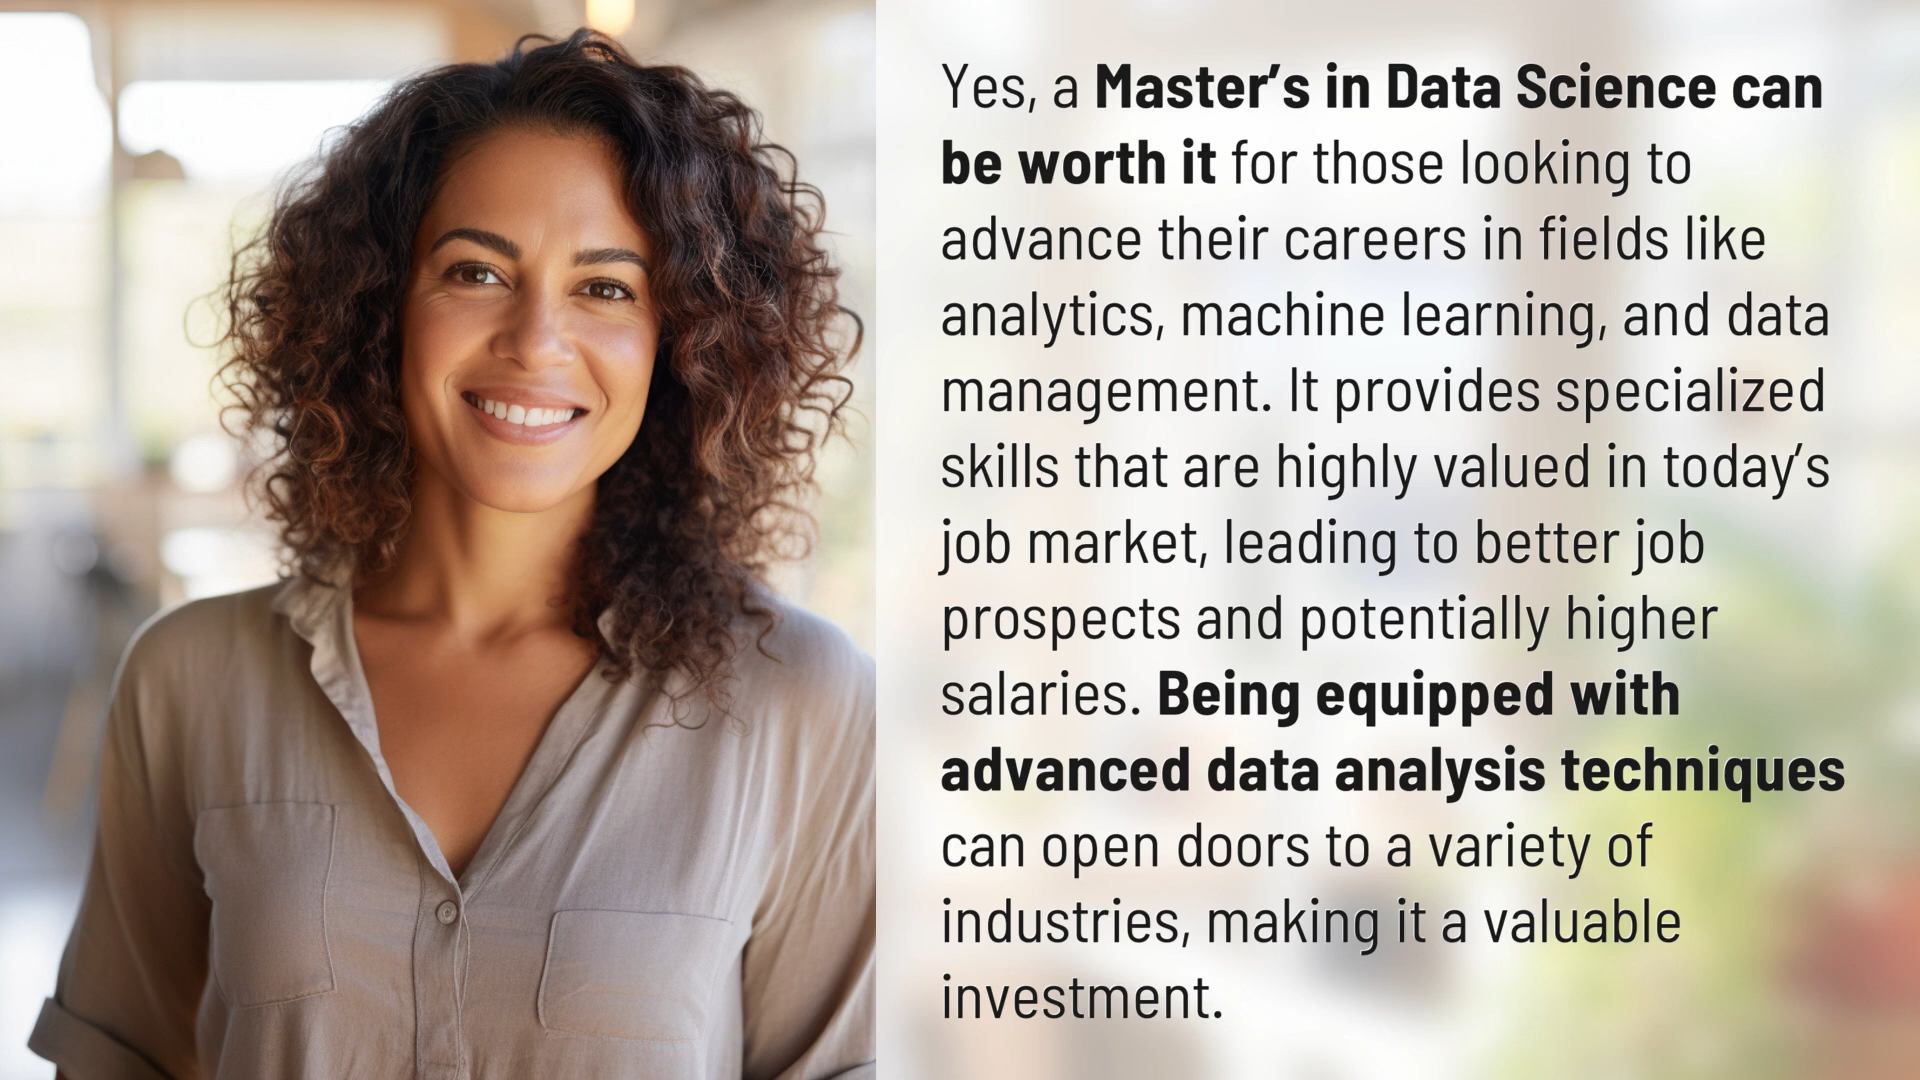 Yes, a Master’s in Data Science can
be worth it for those looking to
advance their careers in fields like
analytics, machine learning, and data
management. It provides specialized
skills that are highly valued in today’s
job market, leading to better job
prospects and potentially higher
salaries. Being equipped with
advanced data analysis techniques
can open doors to a variety of
industries, making it a valuable
investment.